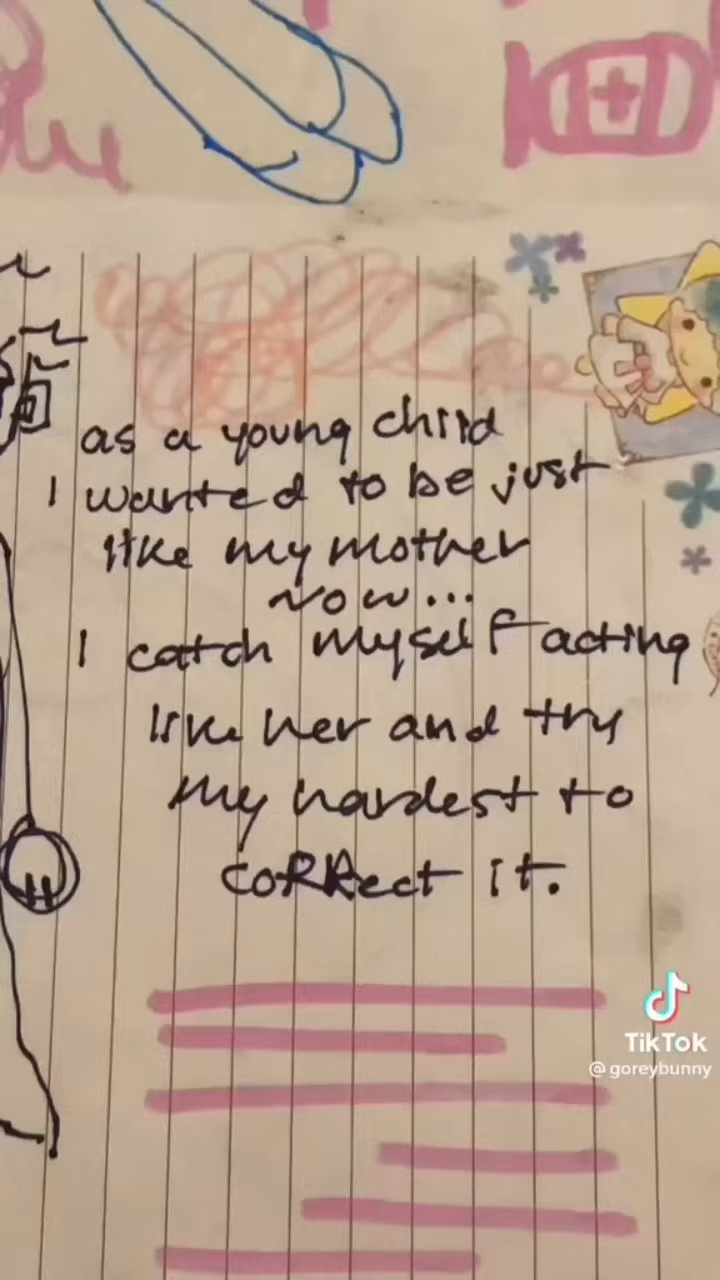 as a young child
I wanted to be just
like my mother
now...
I catch myself acting
like her and try
my hardest to
coRRect it.
TikTok
@goreybunny